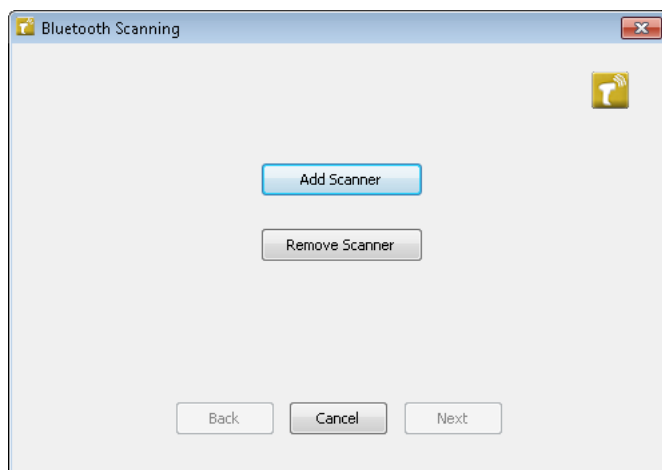 Bluetooth Scanning
Add Scanner
Remove Scanner
Back Cancel Next